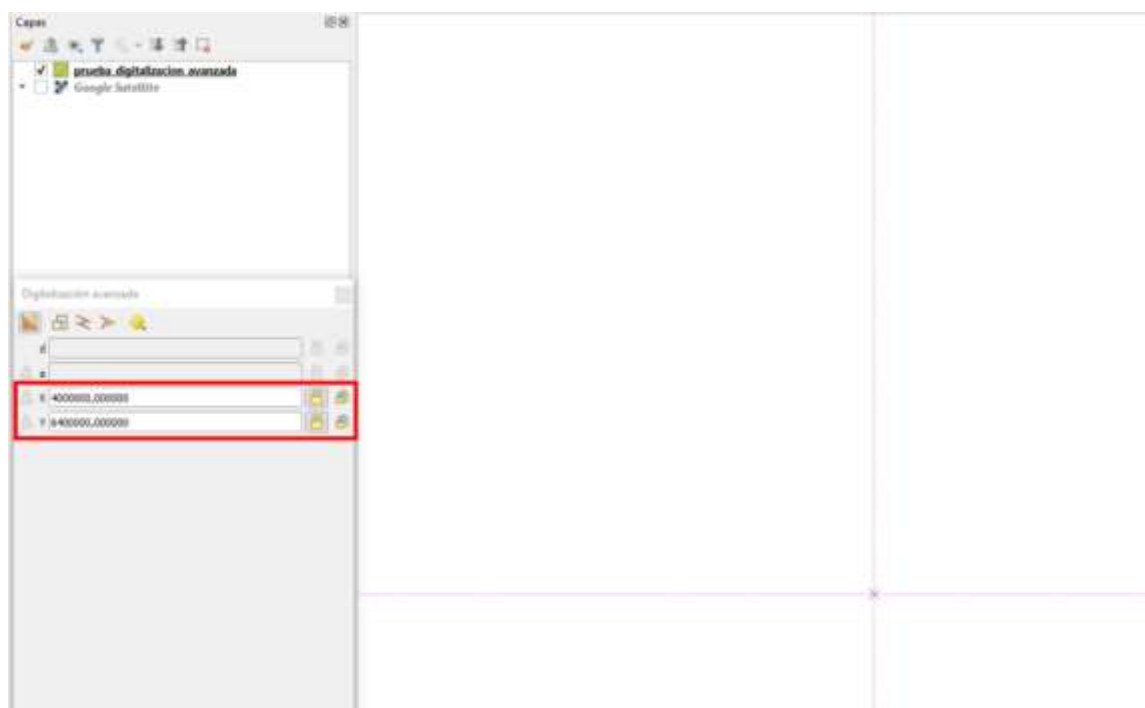 Capas
prueba_digitalizacion_avanzada
Google Satellite
Digitalización avanzada
d
a
x 4000000,000000
y 6400000,000000